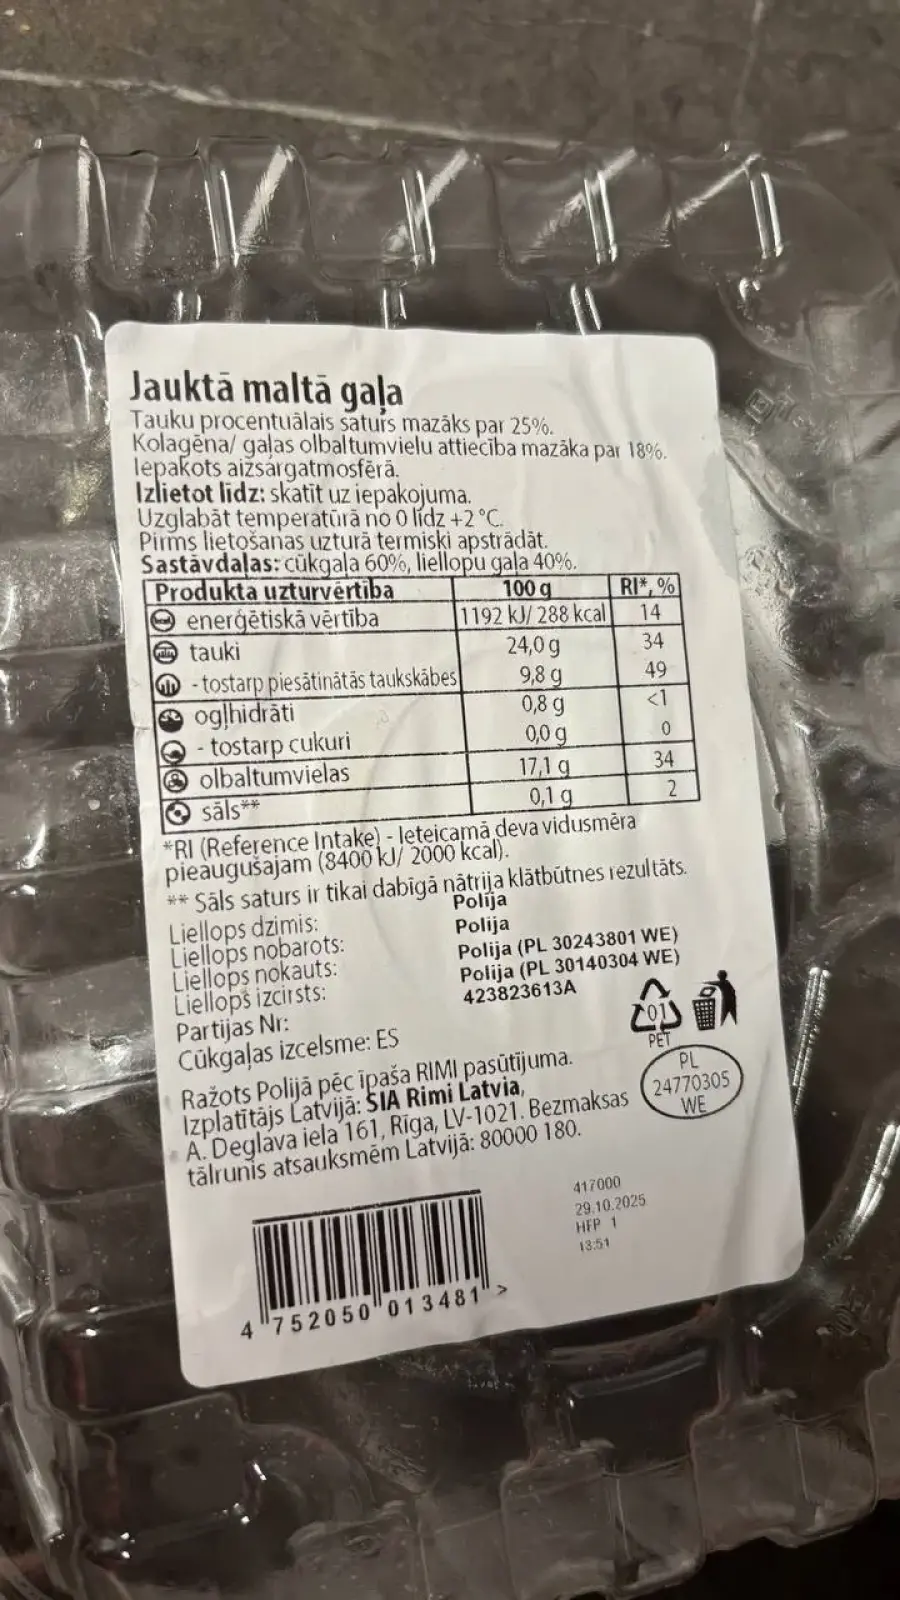 Jauktā maltā gaļa
Tauku procentuālais saturs mazāks par 25%.
Kolagēna/ gaļas olbaltumvielu attiecība mazāka par 18%.
Iepakots aizsargatmosfērā.
Izlietot līdz: skatīt uz iepakojuma.
Uzglabāt temperatūrā no 0 līdz +2 °C.
Pirms lietošanas uzturā termiski apstrādāt.
Sastāvdaļas: cūkgaļa 60%, liellopu gaļa 40%.
Produkta uzturvērtība 100 g RI*, %
enerģētiskā vērtība 1192 kJ/ 288 kcal 14
tauki 24,0 g 34
- tostarp piesātinātās taukskābes 9,8 g 49
ogļhidrāti 0,8 g <1
- tostarp cukuri 0,0 g 0
olbaltumvielas 17,1 g 34
sāls** 0,1 g 2
*RI (Reference Intake) - Ieteicamā deva vidusmēra
pieaugušajam (8400 kJ/ 2000 kcal).
** Sāls saturs ir tikai dabīgā nātrija klātbūtnes rezultāts.
Liellops dzimis: Polija
Liellops nobarots: Polija
Liellops nokauts: Polija (PL 30243801 WE)
Liellops izcirsts: Polija (PL 30140304 WE)
Partijas Nr: 423823613A
Cūkgaļas izcelsme: ES
01
PET
Ražots Polijā pēc īpaša RIMI pasūtījuma.
Izplatītājs Latvijā: SIA Rimi Latvia,
A. Deglava iela 161, Rīga, LV-1021. Bezmaksas
tālrunis atsauksmēm Latvijā: 80000 180.
PL
24770305
WE
417000
29.10.2025
HFP 1
13:51
4 752050 013481 >